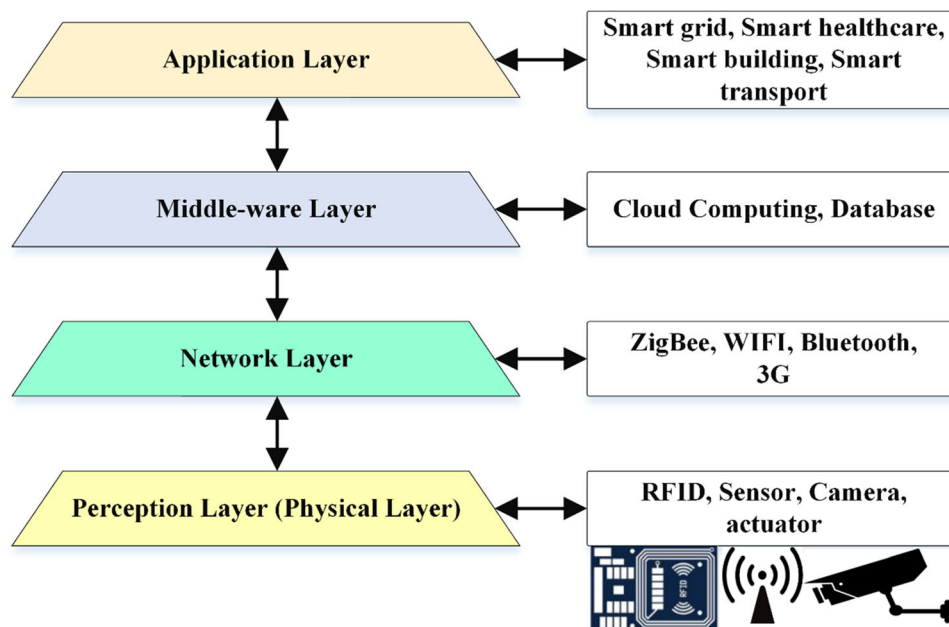 Application Layer
Smart grid, Smart healthcare,
Smart building, Smart
transport
Middle-ware Layer
Cloud Computing, Database
Network Layer
ZigBee, WIFI, Bluetooth,
3G
Perception Layer (Physical Layer)
RFID, Sensor, Camera,
actuator
RFID